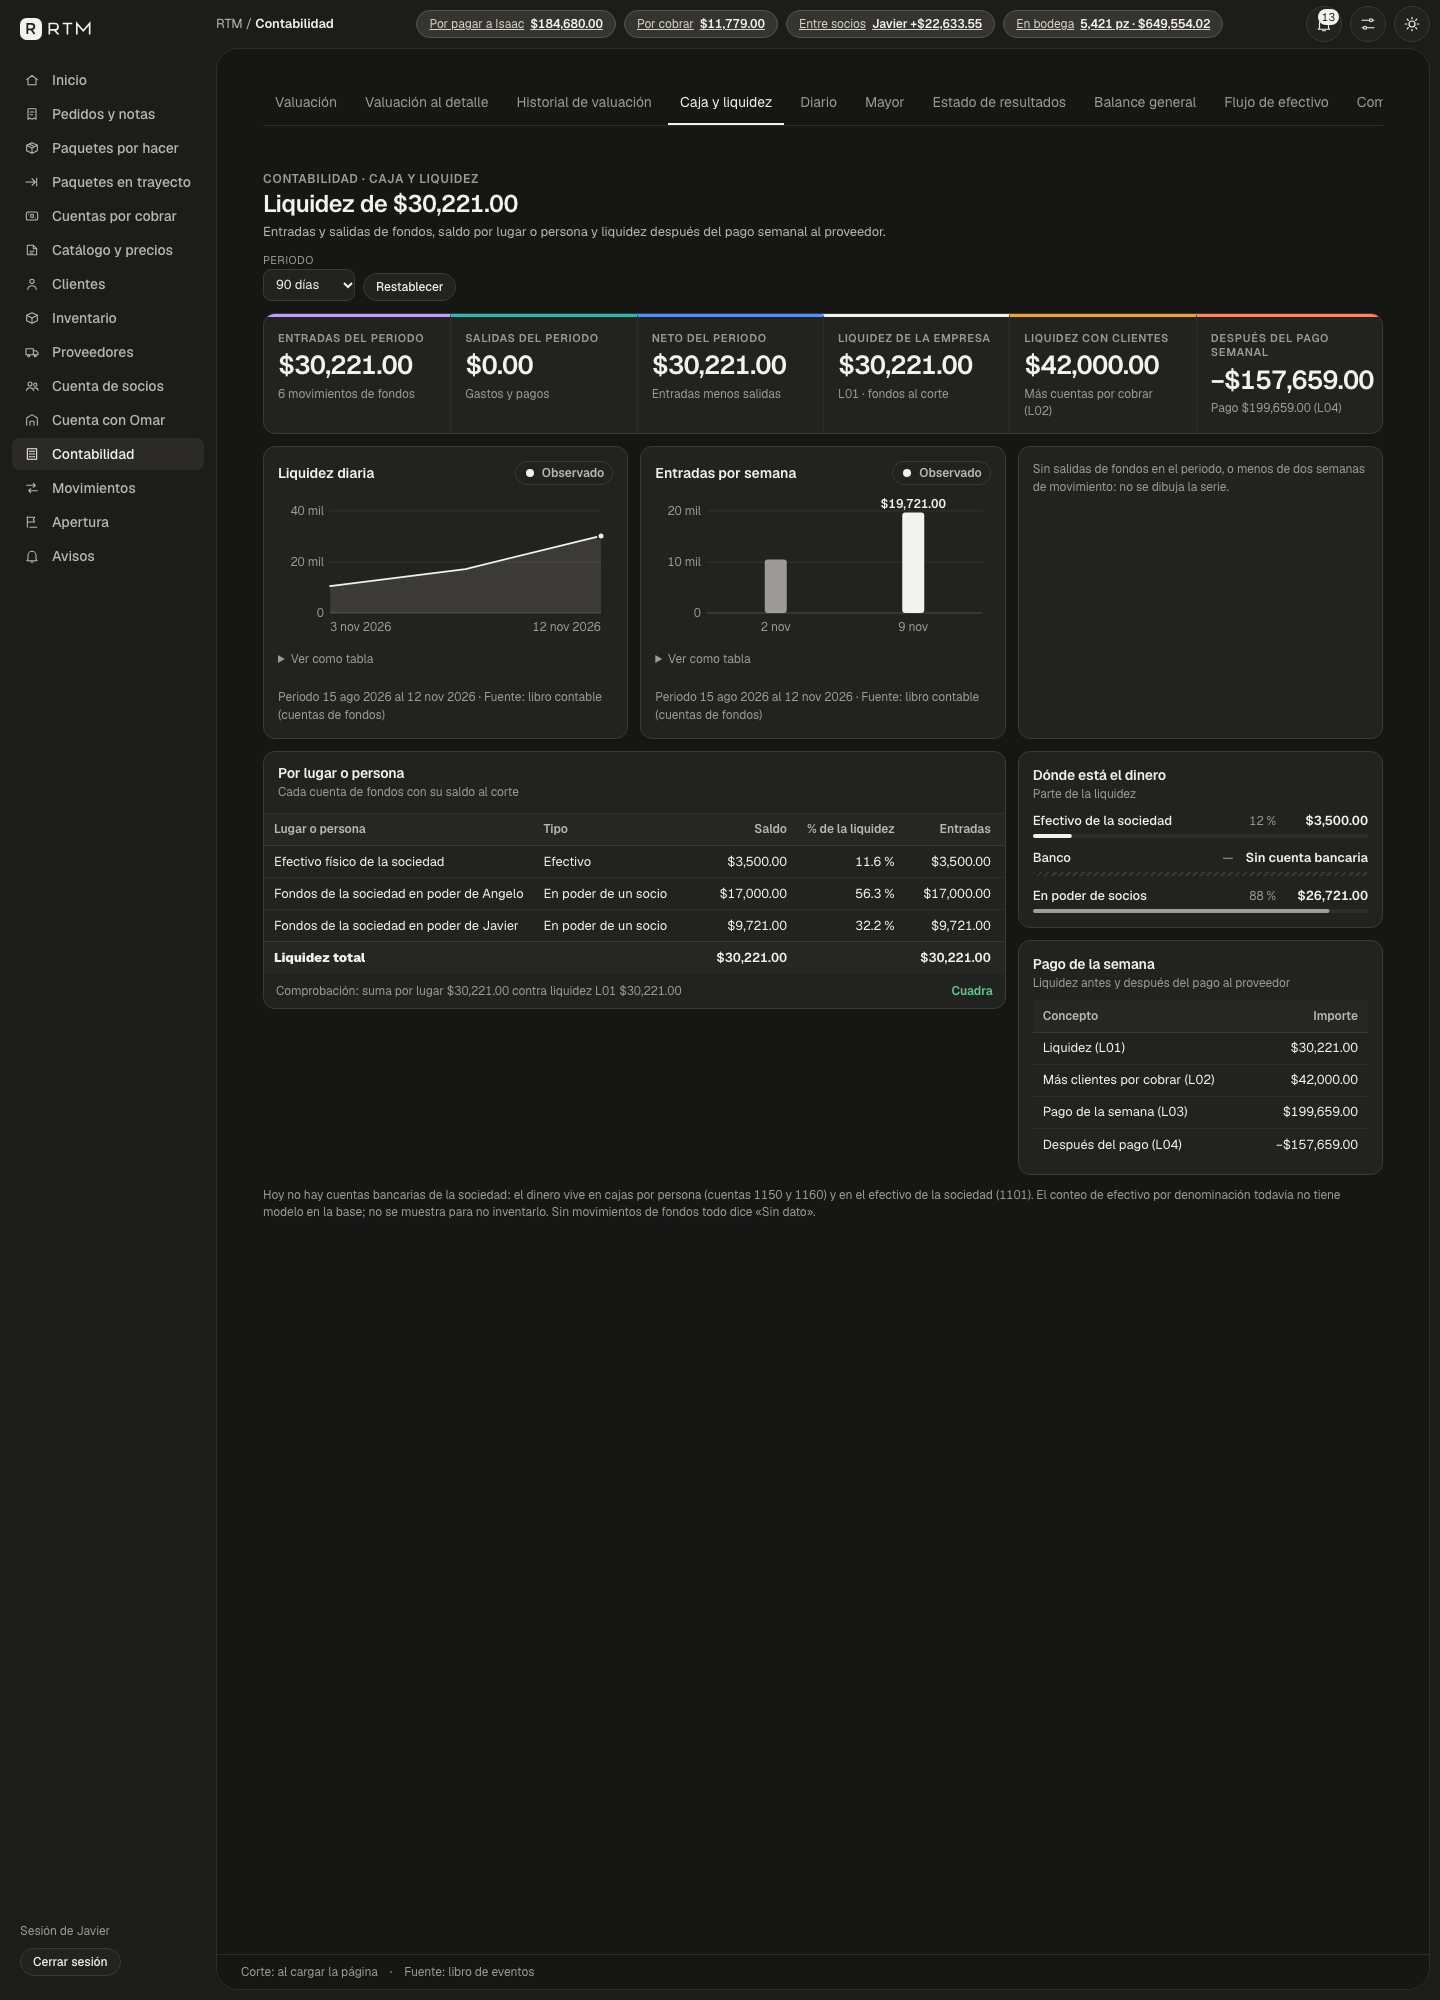 R RTM
RTM / Contabilidad
Por pagar a Isaac $184,680.00
Por cobrar $11,779.00
Entre socios Javier +$22,633.55
En bodega 5,421 pz · $649,554.02
13
Inicio
Pedidos y notas
Paquetes por hacer
Paquetes en trayecto
Cuentas por cobrar
Catálogo y precios
Clientes
Inventario
Proveedores
Cuenta de socios
Cuenta con Omar
Contabilidad
Movimientos
Apertura
Avisos
Valuación Valuación al detalle Historial de valuación Caja y liquidez Diario Mayor Estado de resultados Balance general Flujo de efectivo Com
CONTABILIDAD · CAJA Y LIQUIDEZ
Liquidez de $30,221.00
Entradas y salidas de fondos, saldo por lugar o persona y liquidez después del pago semanal al proveedor.
PERIODO
90 días Restablecer
ENTRADAS DEL PERIODO
$30,221.00
6 movimientos de fondos
SALIDAS DEL PERIODO
$0.00
Gastos y pagos
NETO DEL PERIODO
$30,221.00
Entradas menos salidas
LIQUIDEZ DE LA EMPRESA
$30,221.00
L01 · fondos al corte
LIQUIDEZ CON CLIENTES
$42,000.00
Más cuentas por cobrar
(L02)
DESPUÉS DEL PAGO
SEMANAL
−$157,659.00
Pago $199,659.00 (L04)
Liquidez diaria Observado
40 mil
20 mil
0
3 nov 2026 12 nov 2026
Ver como tabla
Periodo 15 ago 2026 al 12 nov 2026 · Fuente: libro contable
(cuentas de fondos)
Entradas por semana Observado
$19,721.00
20 mil
10 mil
0
2 nov 9 nov
Ver como tabla
Periodo 15 ago 2026 al 12 nov 2026 · Fuente: libro contable
(cuentas de fondos)
Sin salidas de fondos en el periodo, o menos de dos semanas
de movimiento: no se dibuja la serie.
Por lugar o persona
Cada cuenta de fondos con su saldo al corte
Lugar o persona Tipo Saldo % de la liquidez Entradas
Efectivo físico de la sociedad Efectivo $3,500.00 11.6 % $3,500.00
Fondos de la sociedad en poder de Angelo En poder de un socio $17,000.00 56.3 % $17,000.00
Fondos de la sociedad en poder de Javier En poder de un socio $9,721.00 32.2 % $9,721.00
Liquidez total $30,221.00 $30,221.00
Comprobación: suma por lugar $30,221.00 contra liquidez L01 $30,221.00 Cuadra
Dónde está el dinero
Parte de la liquidez
Efectivo de la sociedad 12 % $3,500.00
Banco — Sin cuenta bancaria
En poder de socios 88 % $26,721.00
Pago de la semana
Liquidez antes y después del pago al proveedor
Concepto Importe
Liquidez (L01) $30,221.00
Más clientes por cobrar (L02) $42,000.00
Pago de la semana (L03) $199,659.00
Después del pago (L04) −$157,659.00
Hoy no hay cuentas bancarias de la sociedad: el dinero vive en cajas por persona (cuentas 1150 y 1160) y en el efectivo de la sociedad (1101). El conteo de efectivo por denominación todavía no tiene
modelo en la base; no se muestra para no inventarlo. Sin movimientos de fondos todo dice «Sin dato».
Sesión de Javier
Cerrar sesión
Corte: al cargar la página · Fuente: libro de eventos